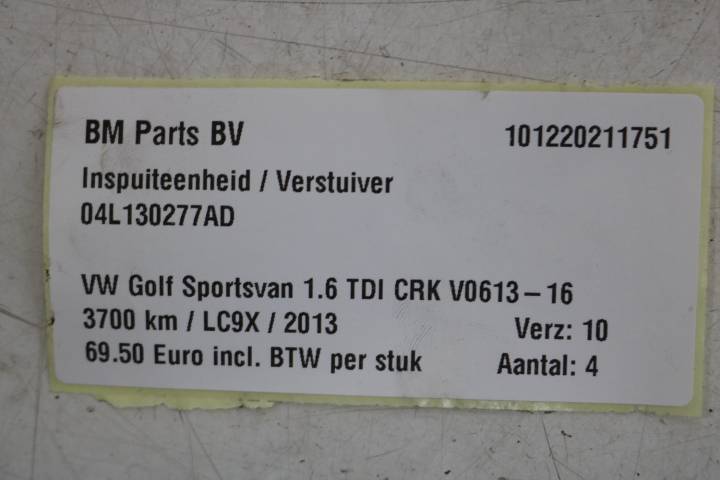 BM Parts BV 101220211751
Inspuiteenheid / Verstuiver
04L130277AD
VW Golf Sportsvan 1.6 TDI CRK V0613-16
3700 km / LC9X / 2013 Verz: 10
69.50 Euro incl. BTW per stuk Aantal: 4